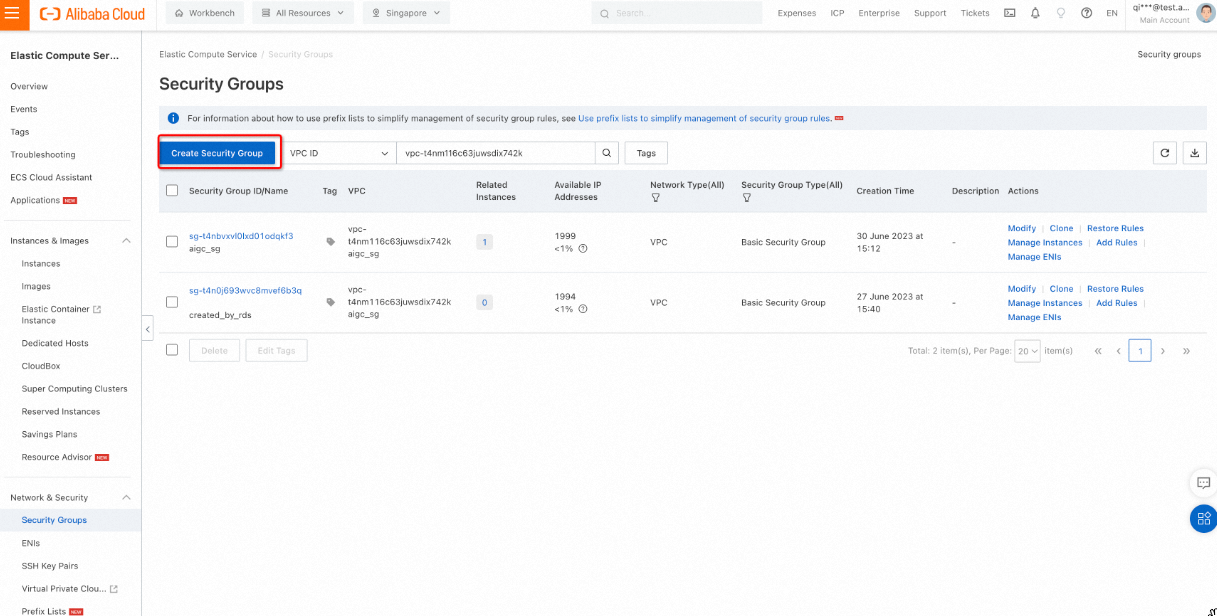 Alibaba Cloud
Workbench
All Resources
Singapore
Search...
Expenses
ICP
Enterprise
Support
Tickets
EN
qi***@test.a...
Main Account
Elastic Compute Ser...
Overview
Events
Tags
Troubleshooting
ECS Cloud Assistant
Applications NEW
Instances & Images
Instances
Images
Elastic Container
Instance
Dedicated Hosts
CloudBox
Super Computing Clusters
Reserved Instances
Savings Plans
Resource Advisor NEW
Network & Security
Security Groups
ENIs
SSH Key Pairs
Virtual Private Clou...
Prefix Lists NEW
Elastic Compute Service / Security Groups
Security groups
Security Groups
For information about how to use prefix lists to simplify management of security group rules, see Use prefix lists to simplify management of security group rules.
Create Security Group
VPC ID
vpc-t4nm116c63juwsdix742k
Tags
Security Group ID/Name
Tag
VPC
Related
Instances
Available IP
Addresses
Network Type(All)
Security Group Type(All)
Creation Time
Description
Actions
sg-t4nbvxvl0lxd01odqkf3
aigc_sg
vpc-
t4nm116c63juwsdix742k
aigc_sg
1
1999
<1%
VPC
Basic Security Group
30 June 2023 at
15:12
-
Modify | Clone | Restore Rules
Manage Instances | Add Rules |
Manage ENIs
sg-t4n0j693wvc8mvef6b3q
created_by_rds
vpc-
t4nm116c63juwsdix742k
aigc_sg
0
1994
<1%
VPC
Basic Security Group
27 June 2023 at
15:40
-
Modify | Clone | Restore Rules
Manage Instances | Add Rules |
Manage ENIs
Delete
Edit Tags
Total: 2 item(s), Per Page: 20 item(s)
1